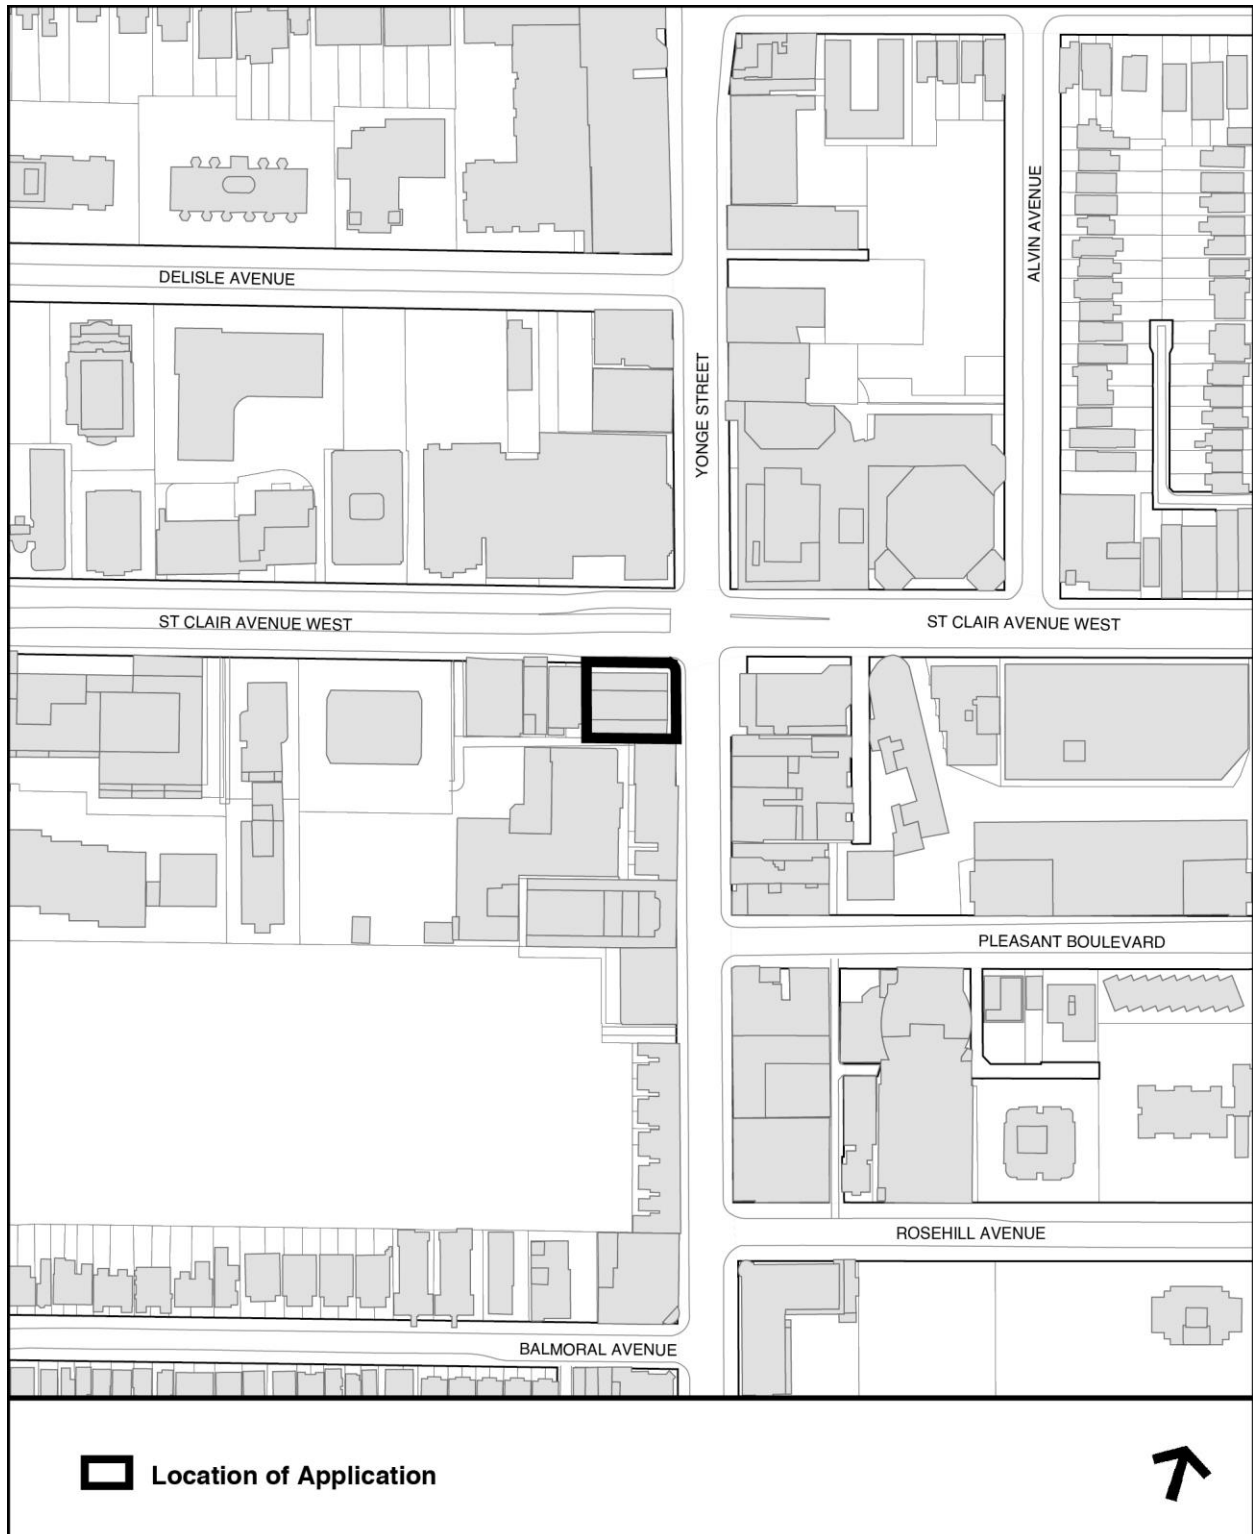 ALVIN AVENUE
DELISLE AVENUE
YONGE STREET
ST CLAIR AVENUE WEST
ST CLAIR AVENUE WEST
PLEASANT BOULEVARD
ROSEHILL AVENUE
BALMORAL AVENUE
Location of Application